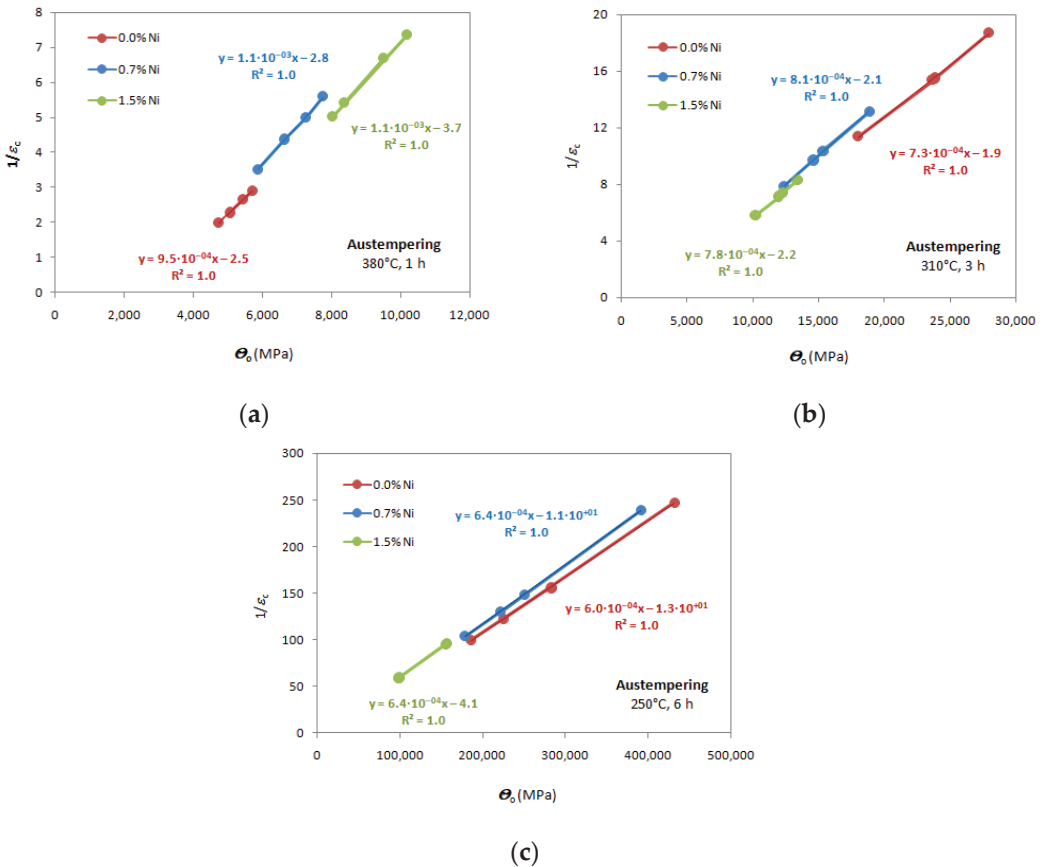 8
7
6
5
4
3
2
1
0
1/εc
0.0% Ni
0.7% Ni
1.5% Ni
y = 1.1·10⁻⁰³x – 2.8
R² = 1.0
y = 1.1·10⁻⁰³x – 3.7
R² = 1.0
y = 9.5·10⁻⁰⁴x – 2.5
R² = 1.0
Austempering
380°C, 1 h
0 2,000 4,000 6,000 8,000 10,000 12,000
Θo (MPa)
(a)
20
16
12
8
4
0
1/εc
0.0% Ni
0.7% Ni
1.5% Ni
y = 8.1·10⁻⁰⁴x – 2.1
R² = 1.0
y = 7.3·10⁻⁰⁴x – 1.9
R² = 1.0
y = 7.8·10⁻⁰⁴x – 2.2
R² = 1.0
Austempering
310°C, 3 h
0 5,000 10,000 15,000 20,000 25,000 30,000
Θo (MPa)
(b)
300
250
200
150
100
50
0
1/εc
0.0% Ni
0.7% Ni
1.5% Ni
y = 6.4·10⁻⁰⁴x – 1.1·10⁺⁰¹
R² = 1.0
y = 6.0·10⁻⁰⁴x – 1.3·10⁺⁰¹
R² = 1.0
y = 6.4·10⁻⁰⁴x – 4.1
R² = 1.0
Austempering
250°C, 6 h
0 100,000 200,000 300,000 400,000 500,000
Θo (MPa)
(c)